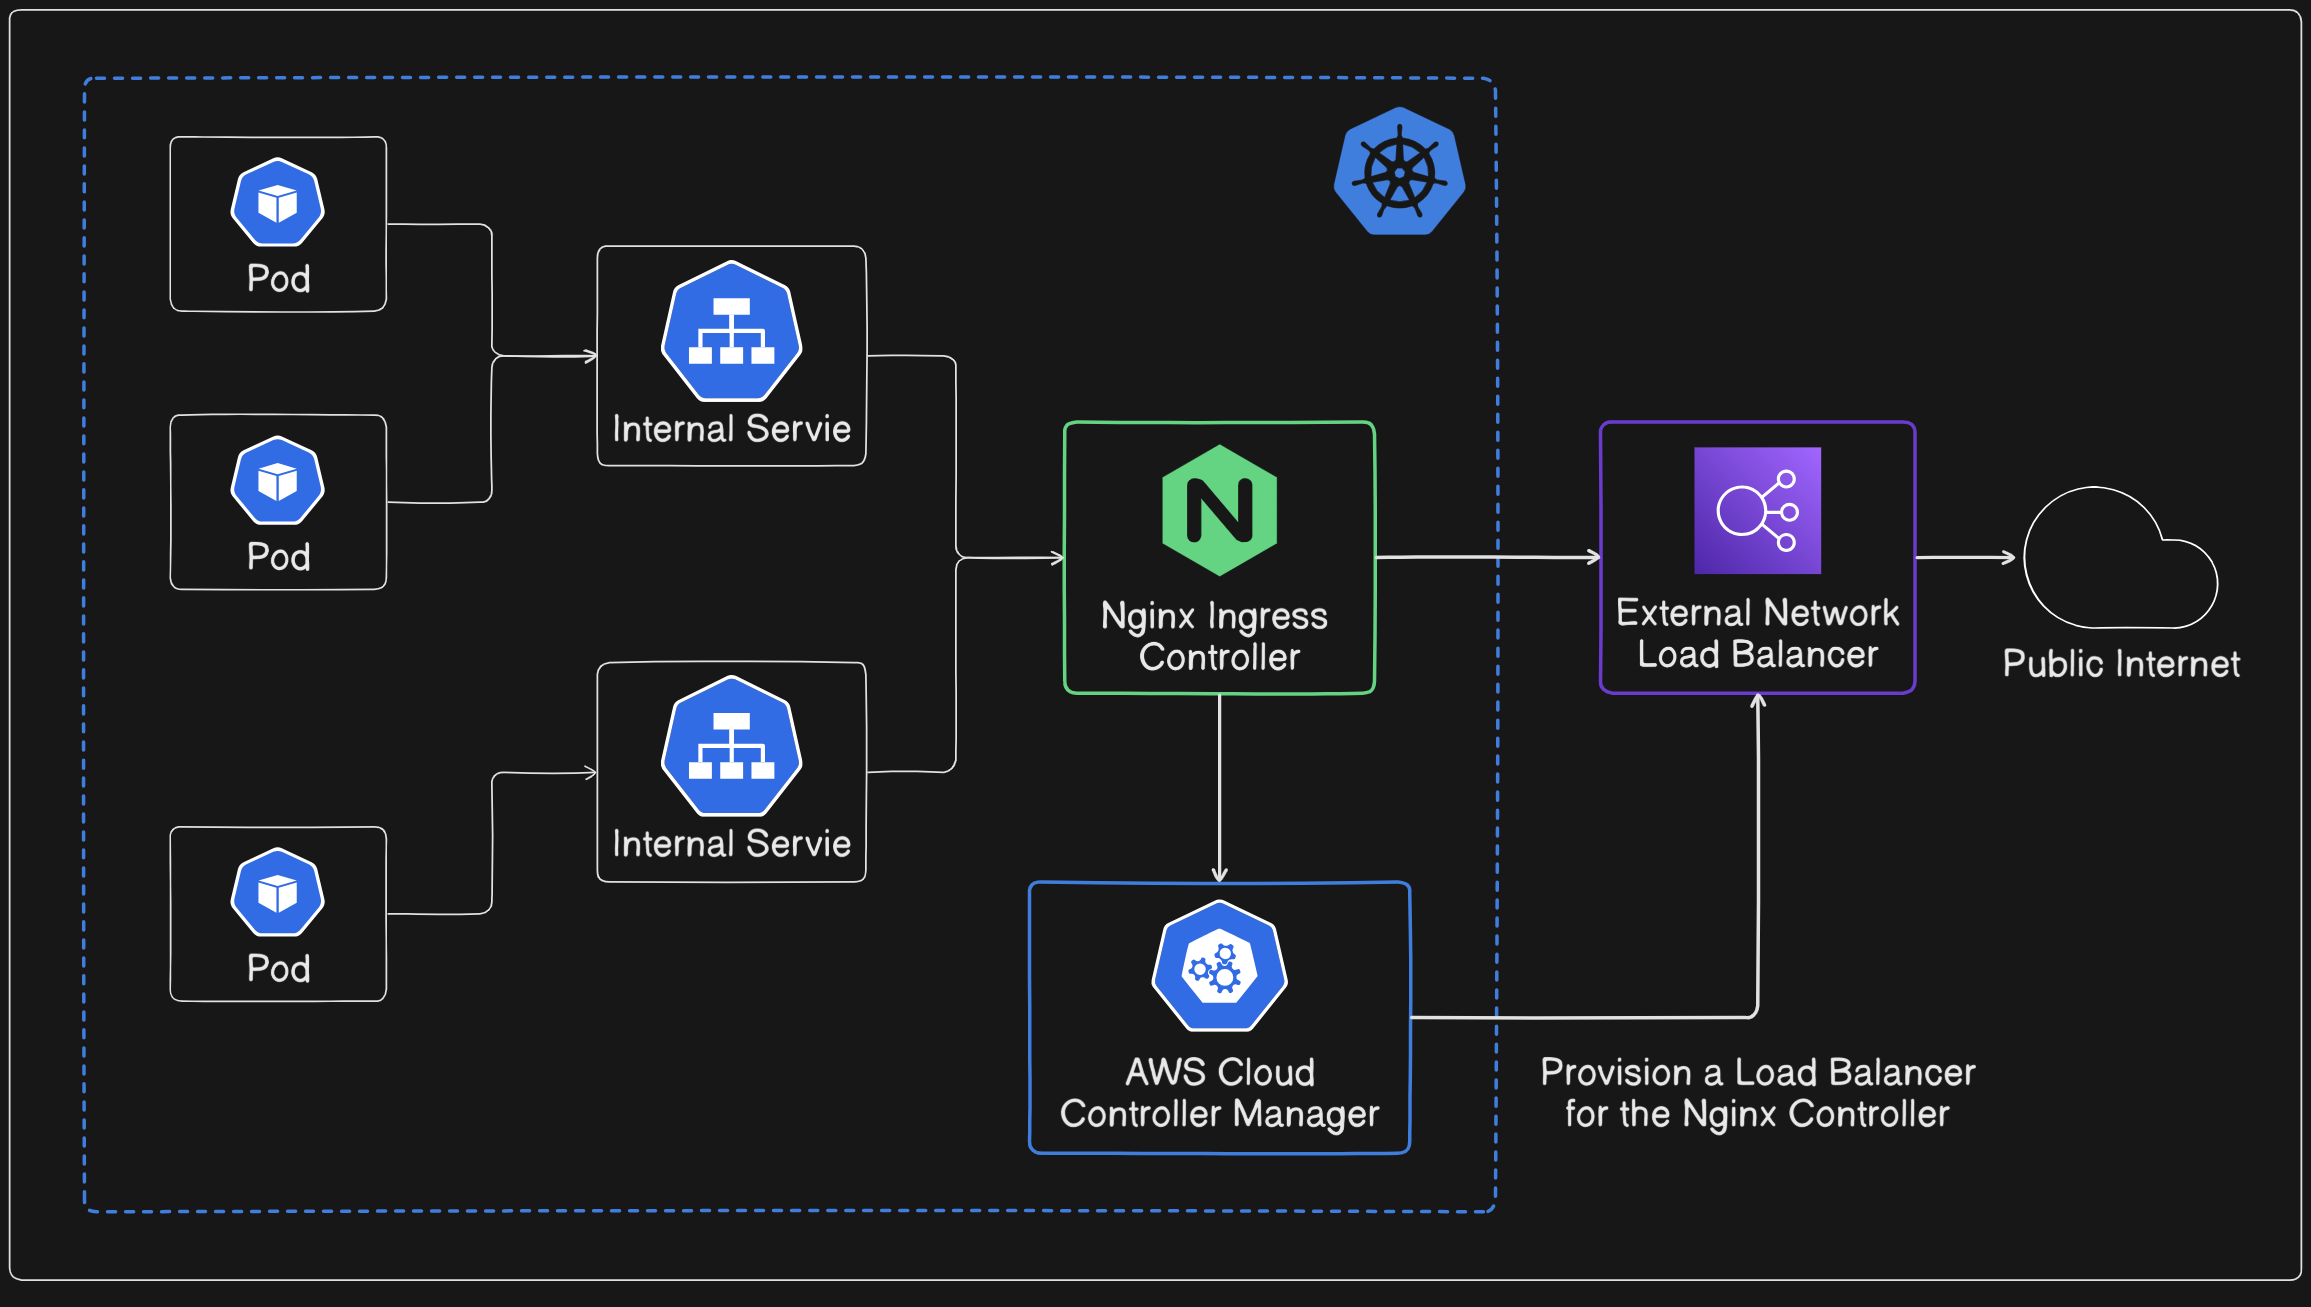 Pod
Pod
Pod
Internal Servie
Internal Servie
Nginx Ingress
Controller
AWS Cloud
Controller Manager
External Network
Load Balancer
Public Internet
Provision a Load Balancer
for the Nginx Controller